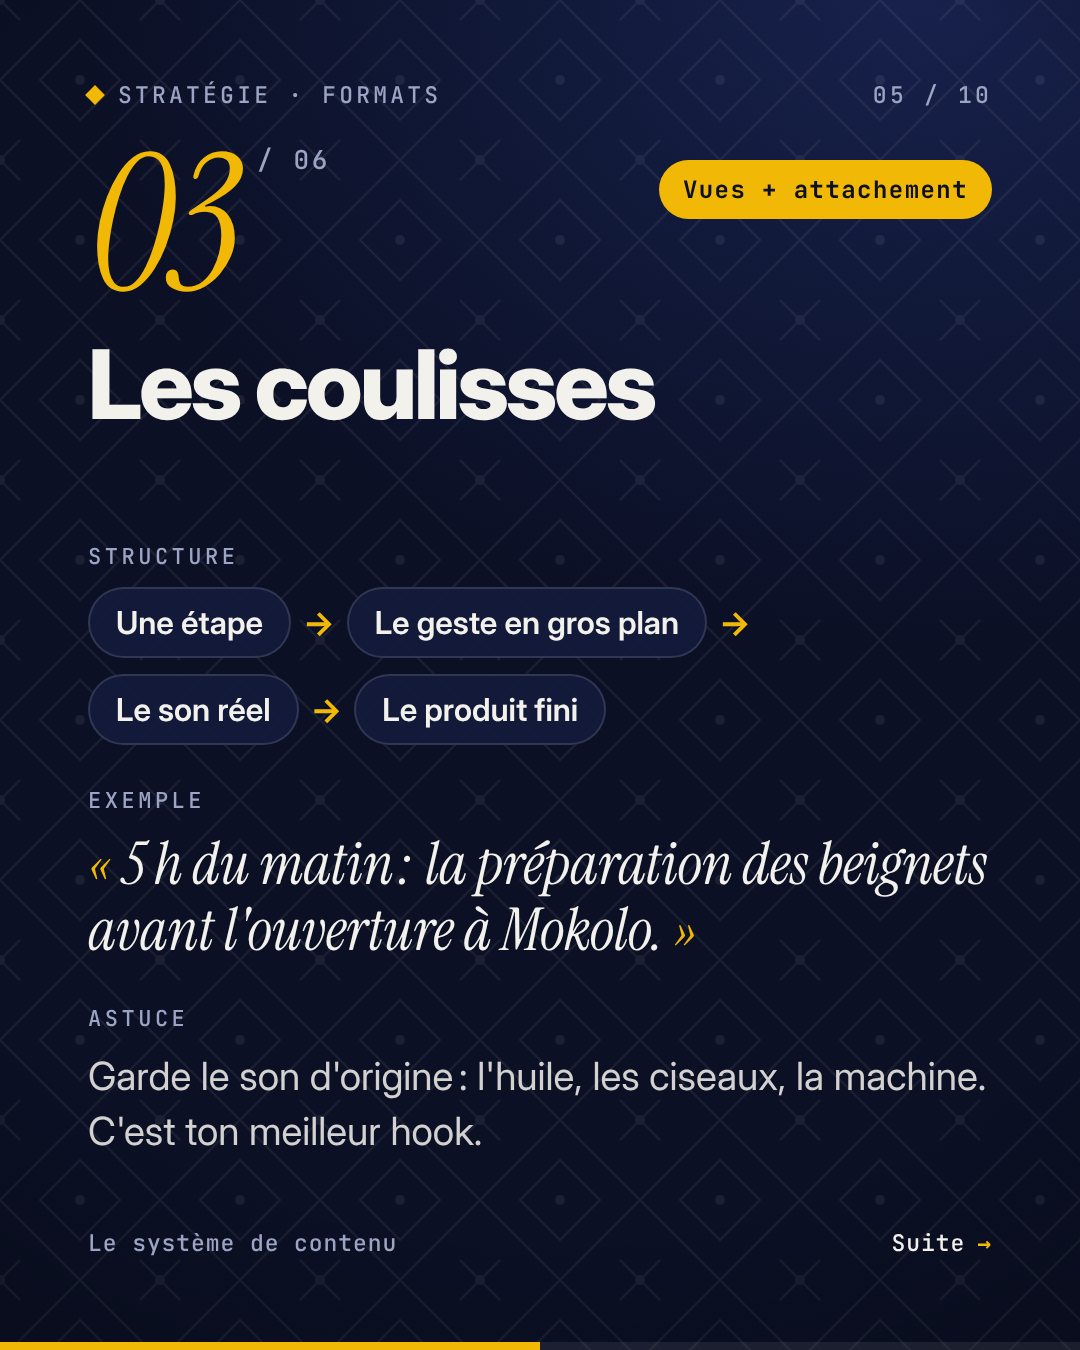 STRATÉGIE · FORMATS
05 / 10
03 / 06
Vues + attachement
Les coulisses
STRUCTURE
Une étape → Le geste en gros plan →
Le son réel → Le produit fini
EXEMPLE
« 5 h du matin : la préparation des beignets
avant l'ouverture à Mokolo. »
ASTUCE
Garde le son d'origine : l'huile, les ciseaux, la machine.
C'est ton meilleur hook.
Le système de contenu
Suite →